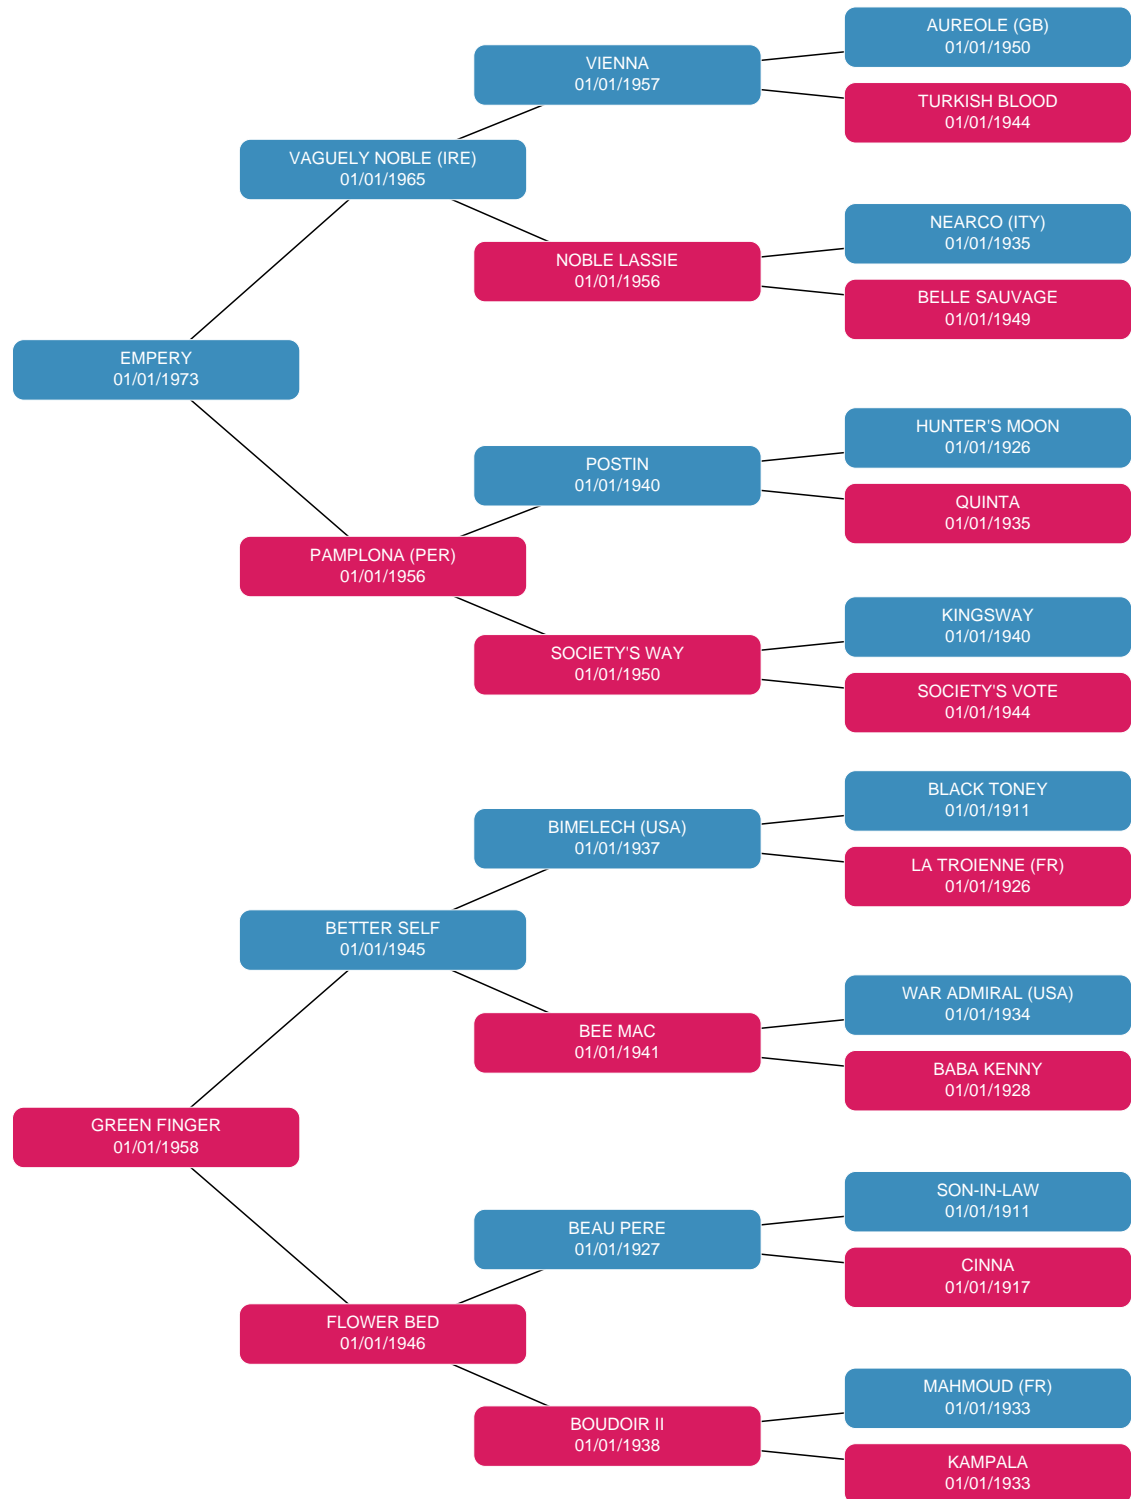 AUREOLE (GB)
01/01/1950
VIENNA
01/01/1957
TURKISH BLOOD
01/01/1944
VAGUELY NOBLE (IRE)
01/01/1965
NEARCO (ITY)
01/01/1935
NOBLE LASSIE
01/01/1956
BELLE SAUVAGE
01/01/1949
EMPERY
01/01/1973
HUNTER'S MOON
01/01/1926
POSTIN
01/01/1940
QUINTA
01/01/1935
PAMPLONA (PER)
01/01/1956
KINGSWAY
01/01/1940
SOCIETY'S WAY
01/01/1950
SOCIETY'S VOTE
01/01/1944
BLACK TONEY
01/01/1911
BIMELECH (USA)
01/01/1937
LA TROIENNE (FR)
01/01/1926
BETTER SELF
01/01/1945
WAR ADMIRAL (USA)
01/01/1934
BEE MAC
01/01/1941
BABA KENNY
01/01/1928
GREEN FINGER
01/01/1958
SON-IN-LAW
01/01/1911
BEAU PERE
01/01/1927
CINNA
01/01/1917
FLOWER BED
01/01/1946
MAHMOUD (FR)
01/01/1933
BOUDOIR II
01/01/1938
KAMPALA
01/01/1933